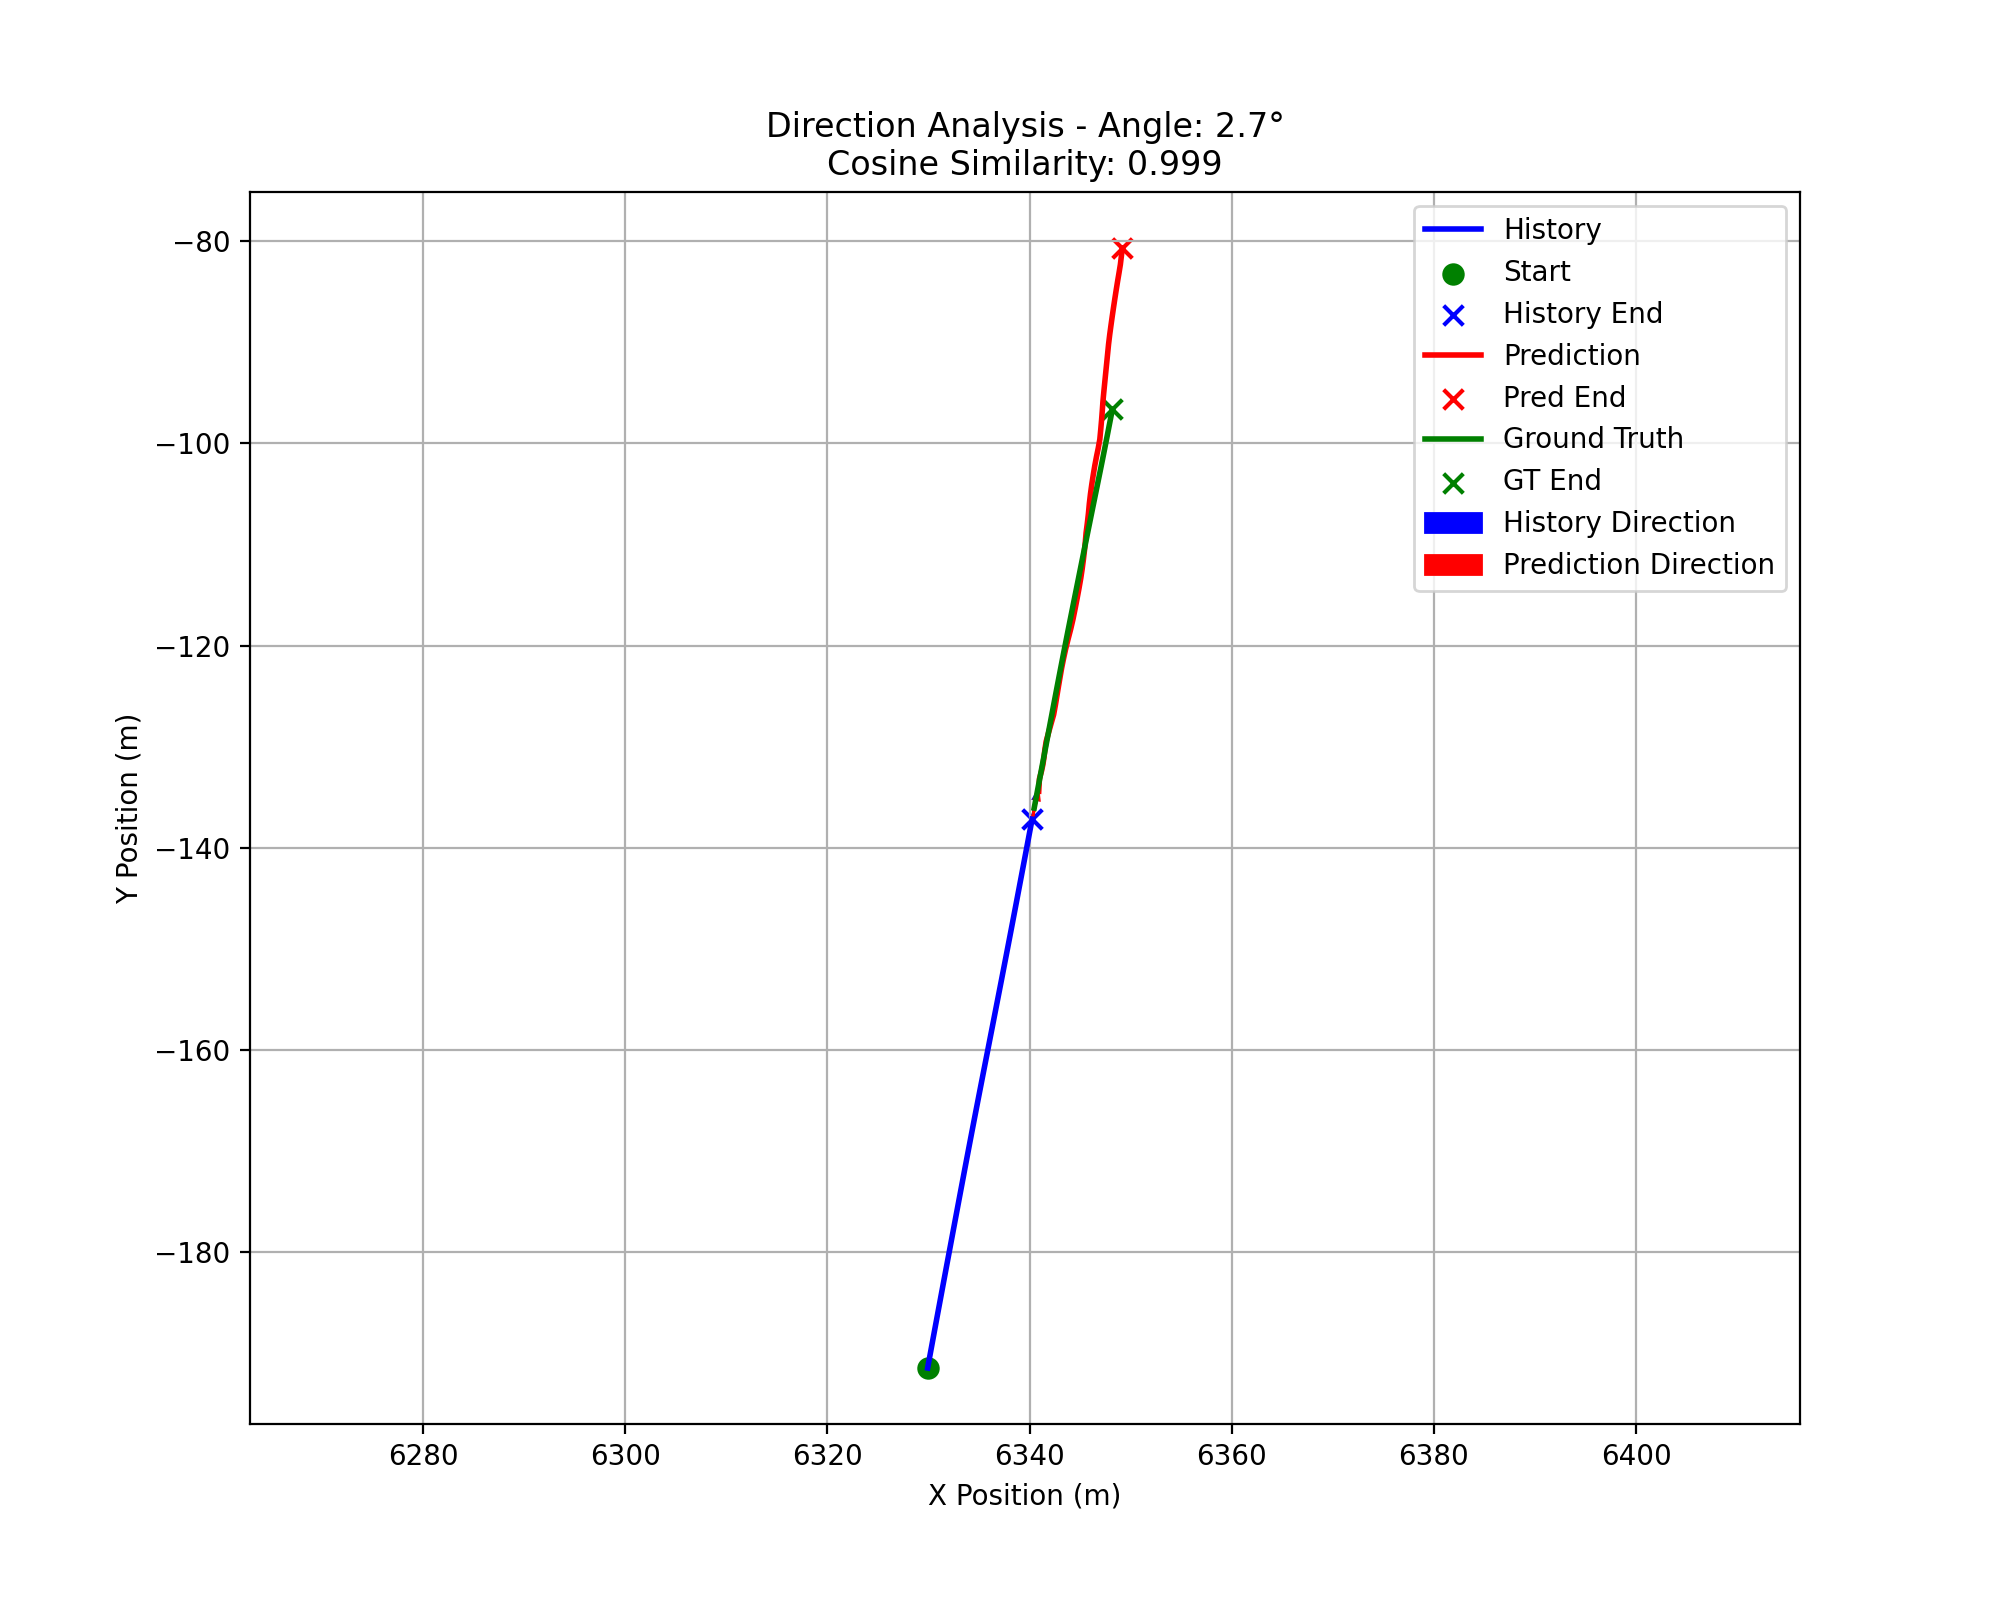 Direction Analysis - Angle: 2.7°
Cosine Similarity: 0.999
−80
−100
−120
−140
−160
−180
Y Position (m)
6280
6300
6320
6340
6360
6380
6400
X Position (m)
History
Start
History End
Prediction
Pred End
Ground Truth
GT End
History Direction
Prediction Direction